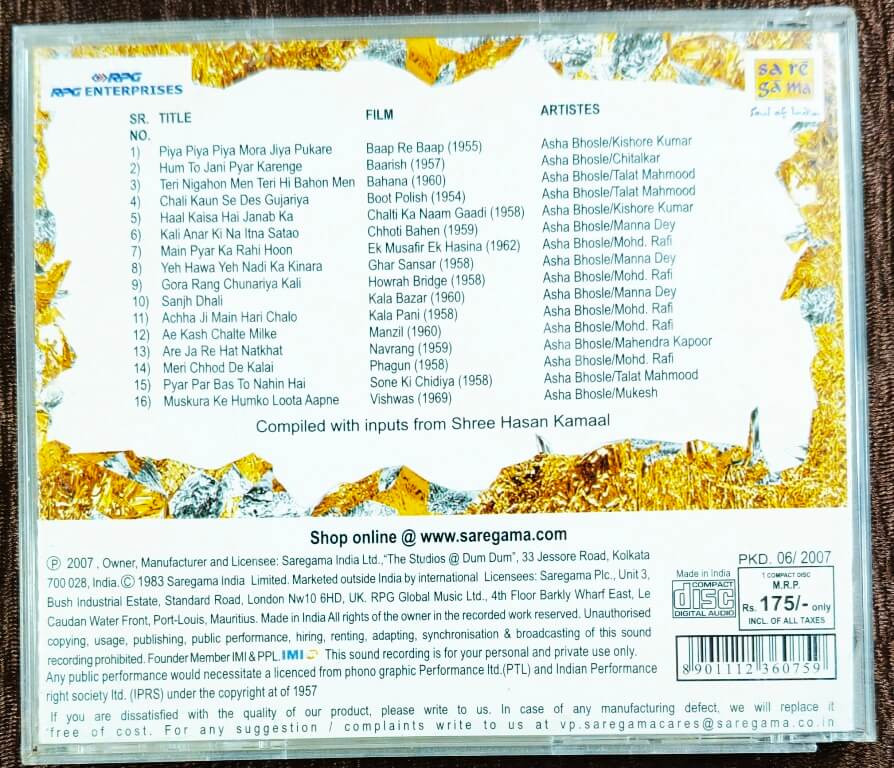 RPG
RPG ENTERPRISES
sa rē
gā ma
Soul of India
SR. NO. TITLE FILM ARTISTES
1) Piya Piya Piya Mora Jiya Pukare Baap Re Baap (1955) Asha Bhosle/Kishore Kumar
2) Hum To Jani Pyar Karenge Baarish (1957) Asha Bhosle/Chitalkar
3) Teri Nigahon Men Teri Hi Bahon Men Bahana (1960) Asha Bhosle/Talat Mahmood
4) Chali Kaun Se Des Gujariya Boot Polish (1954) Asha Bhosle/Talat Mahmood
5) Haal Kaisa Hai Janab Ka Chalti Ka Naam Gaadi (1958) Asha Bhosle/Kishore Kumar
6) Kali Anar Ki Na Itna Satao Chhoti Bahen (1959) Asha Bhosle/Manna Dey
7) Main Pyar Ka Rahi Hoon Ek Musafir Ek Hasina (1962) Asha Bhosle/Mohd. Rafi
8) Yeh Hawa Yeh Nadi Ka Kinara Ghar Sansar (1958) Asha Bhosle/Manna Dey
9) Gora Rang Chunariya Kali Howrah Bridge (1958) Asha Bhosle/Mohd. Rafi
10) Sanjh Dhali Kala Bazar (1960) Asha Bhosle/Manna Dey
11) Achha Ji Main Hari Chalo Kala Pani (1958) Asha Bhosle/Mohd. Rafi
12) Ae Kash Chalte Milke Manzil (1960) Asha Bhosle/Mohd. Rafi
13) Are Ja Re Hat Natkhat Navrang (1959) Asha Bhosle/Mahendra Kapoor
14) Meri Chhod De Kalai Phagun (1958) Asha Bhosle/Mohd. Rafi
15) Pyar Par Bas To Nahin Hai Sone Ki Chidiya (1958) Asha Bhosle/Talat Mahmood
16) Muskura Ke Humko Loota Aapne Vishwas (1969) Asha Bhosle/Mukesh
Compiled with inputs from Shree Hasan Kamaal
Shop online @ www.saregama.com
Ⓟ 2007 , Owner, Manufacturer and Licensee: Saregama India Ltd.,"The Studios @ Dum Dum", 33 Jessore Road, Kolkata
700 028, India.Ⓒ 1983 Saregama India Limited. Marketed outside India by international Licensees: Saregama Plc., Unit 3,
Bush Industrial Estate, Standard Road, London Nw10 6HD, UK. RPG Global Music Ltd., 4th Floor Barkly Wharf East, Le
Caudan Water Front, Port-Louis, Mauritius. Made in India All rights of the owner in the recorded work reserved. Unauthorised
copying, usage, publishing, public performance, hiring, renting, adapting, synchronisation & broadcasting of this sound
recording prohibited. Founder Member IMI & PPL. IMI This sound recording is for your personal and private use only.
Any public performance would necessitate a licenced from phono graphic Performance ltd.(PTL) and Indian Performance
right society ltd. (IPRS) under the copyright at of 1957
Made in India
COMPACT
disc
DIGITAL AUDIO
PKD. 06/ 2007
1 COMPACT DISC
M.R.P.
Rs. 175/- only
INCL. OF ALL TAXES
8901112360759
If you are dissatisfied with the quality of our product, please write to us. In case of any manufacturing defect, we will replace it
free of cost. For any suggestion / complaints write to us at vp.saregamacares@saregama.co.in